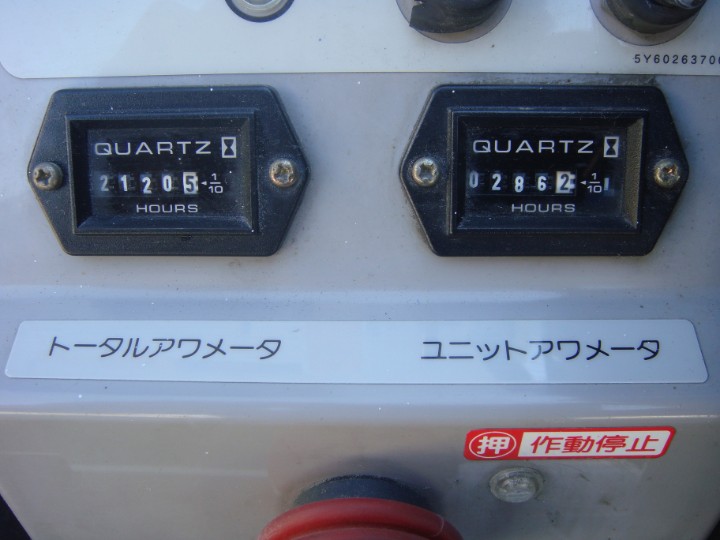 5Y60263700
QUARTZ
21205 1/10
HOURS
QUARTZ
02862 1/10
HOURS
トータルアワメータ
ユニットアワメータ
押 作動停止